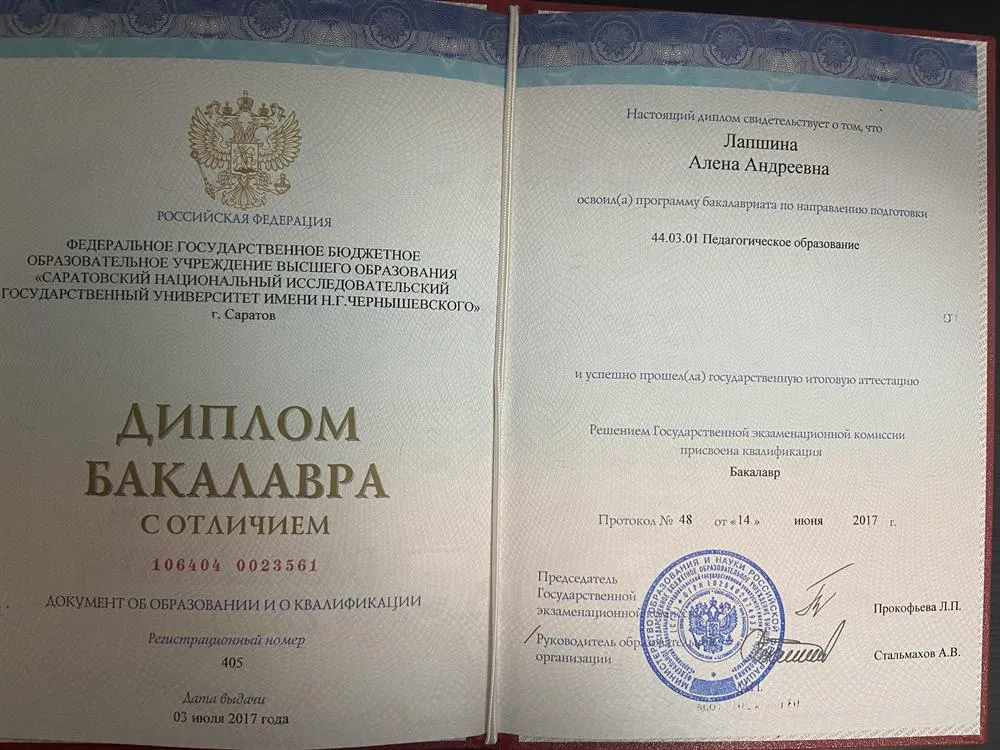 РОССИЙСКАЯ ФЕДЕРАЦИЯ
ФЕДЕРАЛЬНОЕ ГОСУДАРСТВЕННОЕ БЮДЖЕТНОЕ
ОБРАЗОВАТЕЛЬНОЕ УЧРЕЖДЕНИЕ ВЫСШЕГО ОБРАЗОВАНИЯ
«САРАТОВСКИЙ НАЦИОНАЛЬНЫЙ ИССЛЕДОВАТЕЛЬСКИЙ
ГОСУДАРСТВЕННЫЙ УНИВЕРСИТЕТ ИМЕНИ Н.Г.ЧЕРНЫШЕВСКОГО»
г. Саратов
ДИПЛОМ
БАКАЛАВРА
С ОТЛИЧИЕМ
106404 0023561
ДОКУМЕНТ ОБ ОБРАЗОВАНИИ И О КВАЛИФИКАЦИИ
Регистрационный номер
405
Дата выдачи
03 июля 2017 года
Настоящий диплом свидетельствует о том, что
Лапшина
Алена Андреевна
освоил(а) программу бакалавриата по направлению подготовки
44.03.01 Педагогическое образование
и успешно прошел(ла) государственную итоговую аттестацию
Решением Государственной экзаменационной комиссии
присвоена квалификация
Бакалавр
Протокол № 48 от «14 » июня 2017 г.
Председатель
Государственной
экзаменационной
Прокофьева Л.П.
Руководитель
организации
Стальмахов А.В.